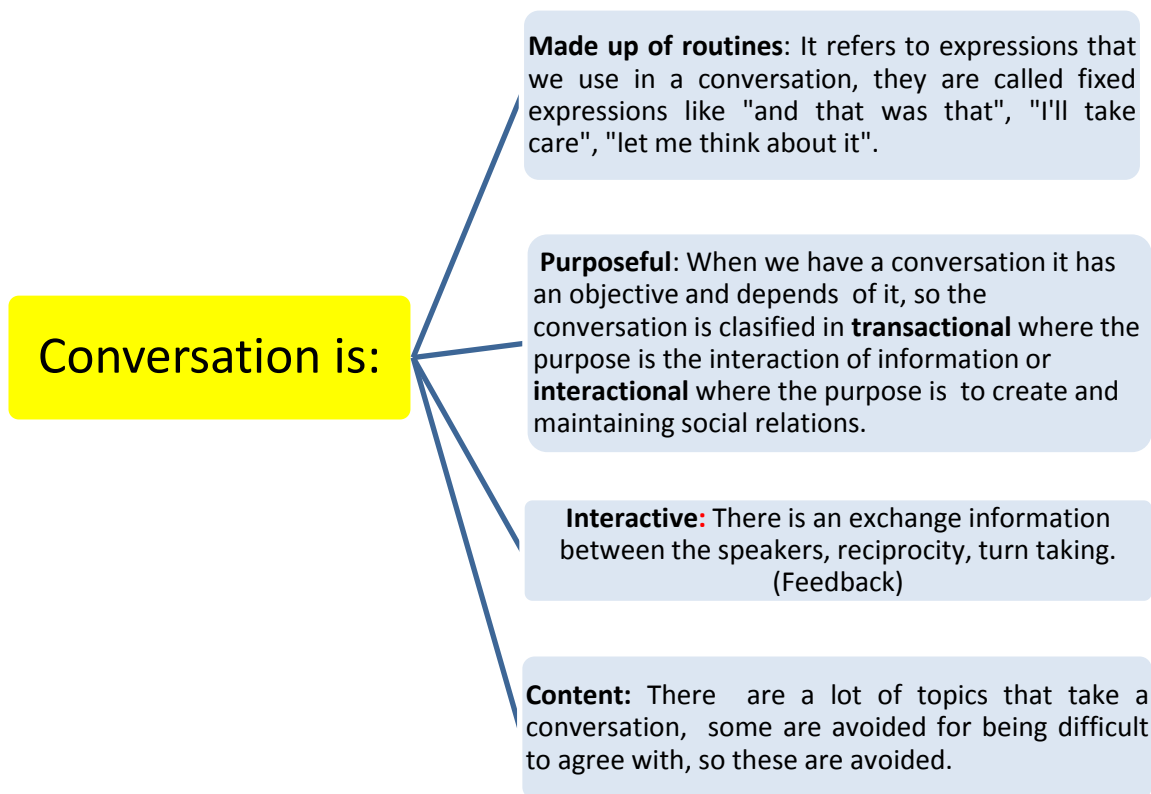 Conversation is:
Made up of routines: It refers to expressions that
we use in a conversation, they are called fixed
expressions like "and that was that", "I'll take
care", "let me think about it".
Purposeful: When we have a conversation it has
an objective and depends of it, so the
conversation is clasified in transactional where the
purpose is the interaction of information or
interactional where the purpose is to create and
maintaining social relations.
Interactive: There is an exchange information
between the speakers, reciprocity, turn taking.
(Feedback)
Content: There are a lot of topics that take a
conversation, some are avoided for being difficult
to agree with, so these are avoided.